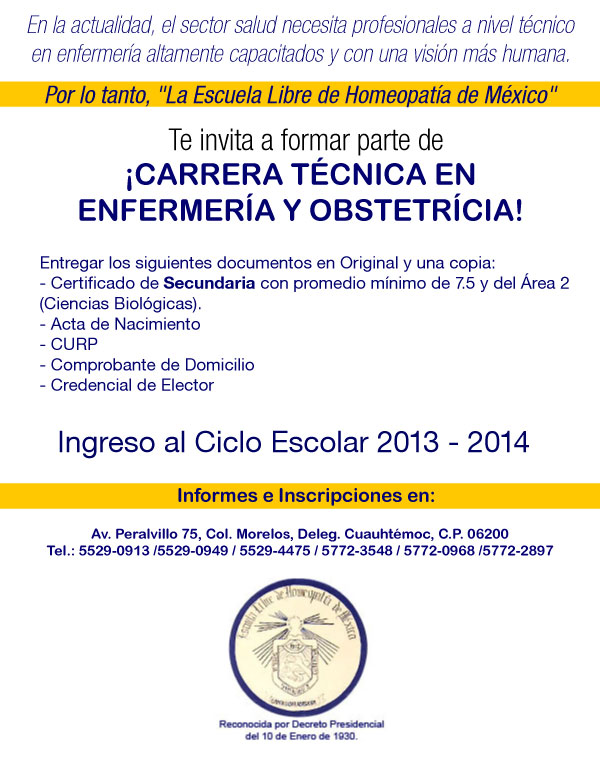 En la actualidad, el sector salud necesita profesionales a nivel técnico
en enfermería altamente capacitados y con una visión más humana.
Por lo tanto, "La Escuela Libre de Homeopatía de México"
Te invita a formar parte de
¡CARRERA TÉCNICA EN
ENFERMERÍA Y OBSTETRÍCIA!
Entregar los siguientes documentos en Original y una copia:
- Certificado de Secundaria con promedio mínimo de 7.5 y del Área 2
(Ciencias Biológicas).
- Acta de Nacimiento
- CURP
- Comprobante de Domicilio
- Credencial de Elector
Ingreso al Ciclo Escolar 2013 - 2014
Informes e Inscripciones en:
Av. Peralvillo 75, Col. Morelos, Deleg. Cuauhtémoc, C.P. 06200
Tel.: 5529-0913 /5529-0949 / 5529-4475 / 5772-3548 / 5772-0968 /5772-2897
Escuela Libre de Homeopatía de México
Reconocida por Decreto Presidencial
del 10 de Enero de 1930.